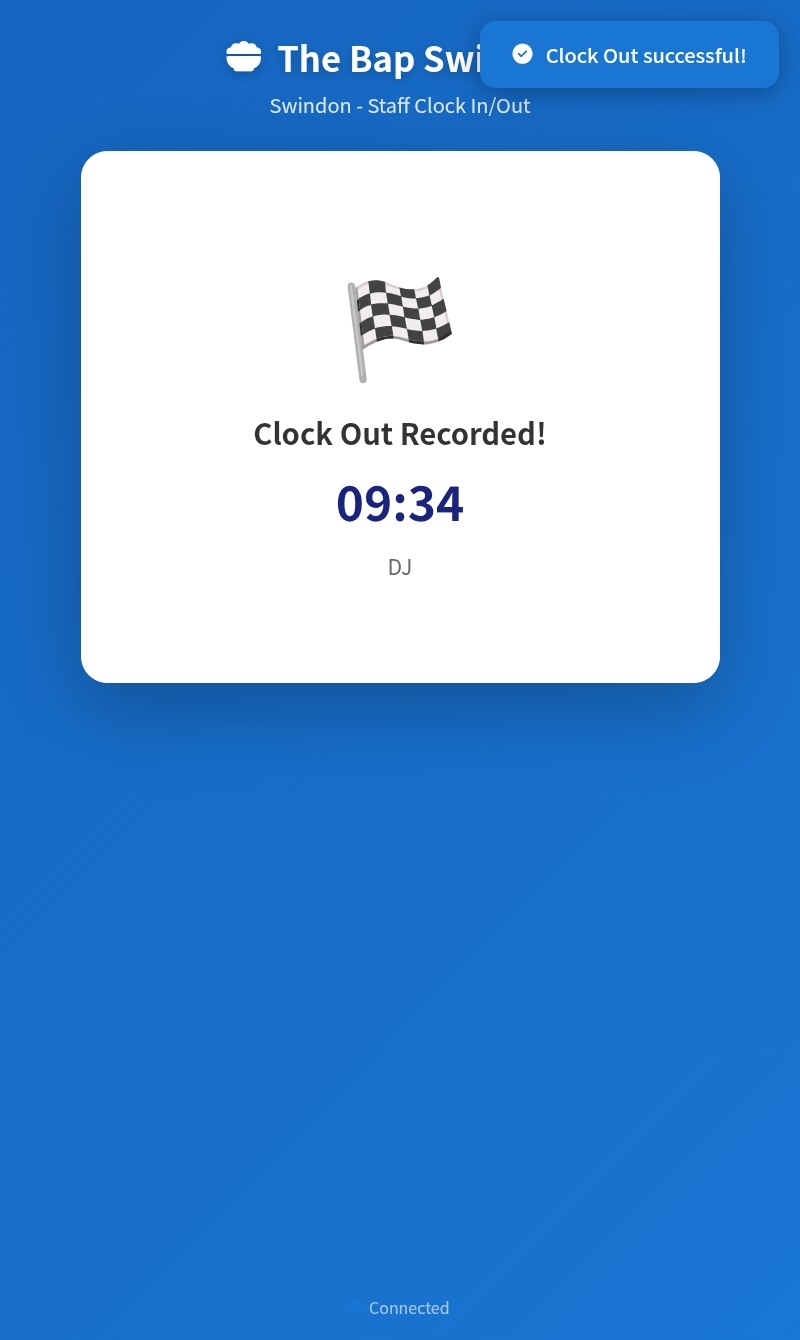 The Bap Swi
Clock Out successful!
Swindon - Staff Clock In/Out
Clock Out Recorded!
09:34
DJ
Connected